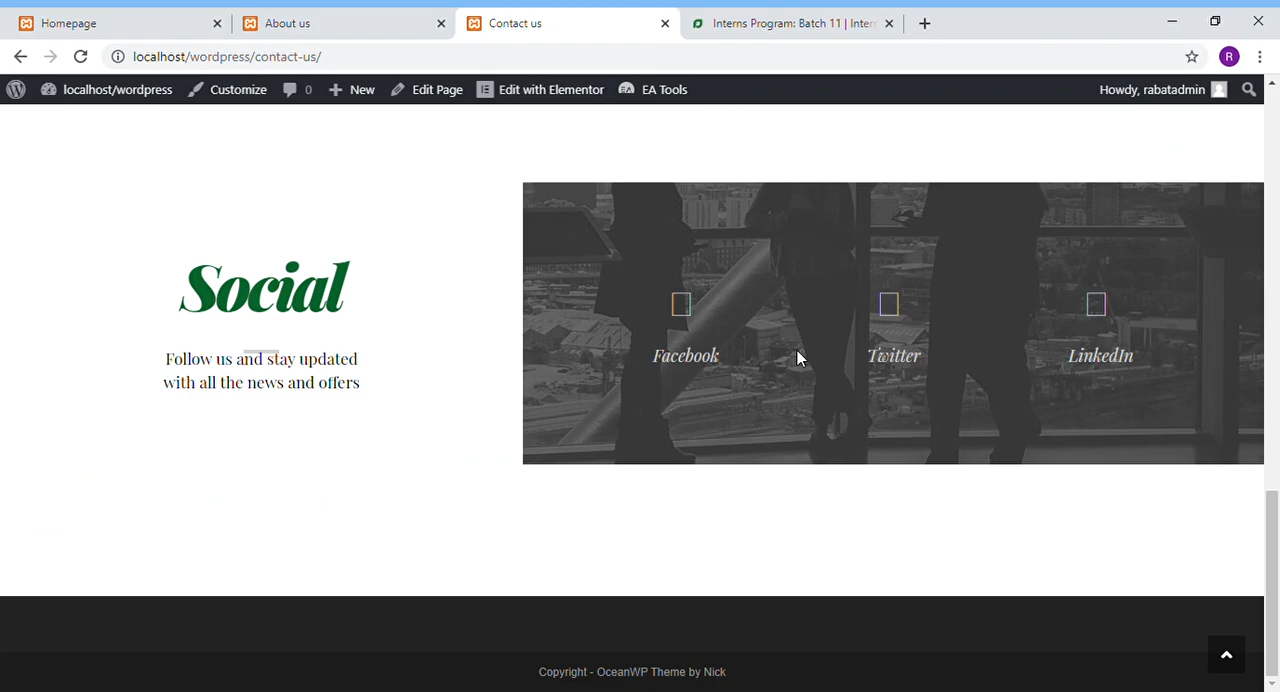 Homepage
About us
Contact us
Interns Program: Batch 11 | Intern
localhost/wordpress/contact-us/
R
localhost/wordpress
Customize
0
New
Edit Page
Edit with Elementor
EA Tools
Howdy, rabatadmin
Social
Follow us and stay updated
with all the news and offers
Facebook
Twitter
LinkedIn
Copyright - OceanWP Theme by Nick